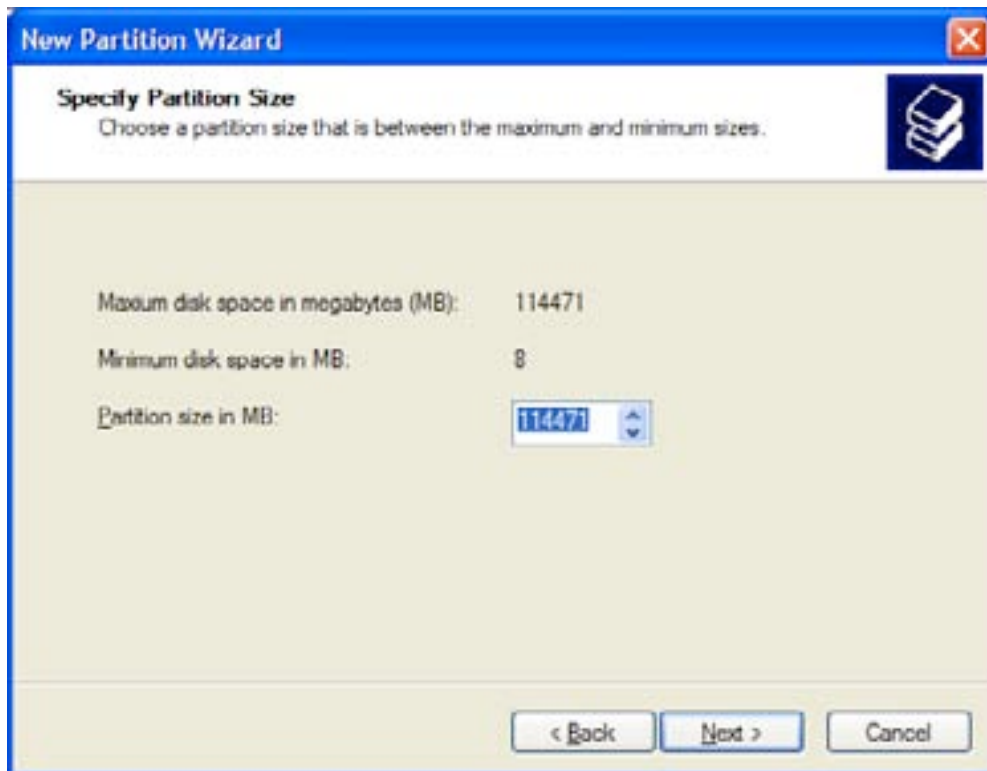 New Partition Wizard
Specify Partition Size
Choose a partition size that is between the maximum and minimum sizes.
Maxium disk space in megabytes (MB): 114471
Minimum disk space in MB: 8
Partition size in MB: 114471
< Back Next > Cancel